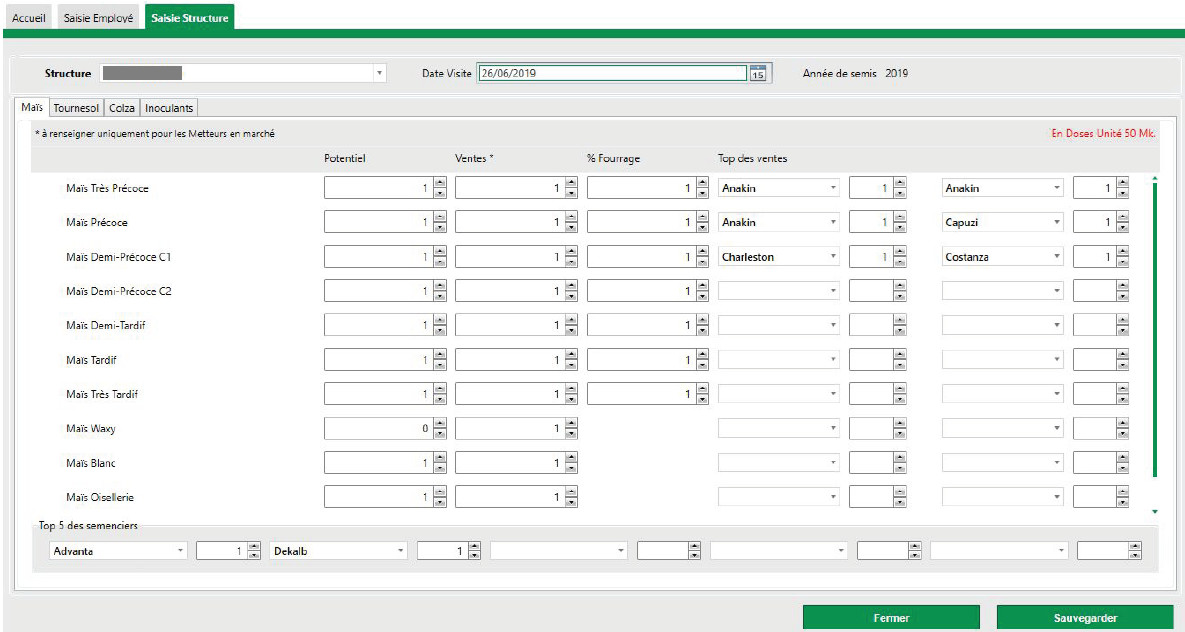 Accueil Saisie Employé Saisie Structure
Structure Date Visite 26/06/2019 15 Année de semis 2019
Maïs Tournesol Colza Inoculants
* à renseigner uniquement pour les Metteurs en marché En Doses Unité 50 Mk.
Potentiel Ventes * % Fourrage Top des ventes
Maïs Très Précoce 1 1 1 Anakin 1 Anakin 1
Maïs Précoce 1 1 1 Anakin 1 Capuzi 1
Maïs Demi-Précoce C1 1 1 1 Charleston 1 Costanza 1
Maïs Demi-Précoce C2 1 1 1
Maïs Demi-Tardif 1 1 1
Maïs Tardif 1 1 1
Maïs Très Tardif 1 1 1
Maïs Waxy 0 1
Maïs Blanc 1 1
Maïs Oisellerie 1 1
Top 5 des semenciers
Advanta 1 Dekalb 1
Fermer Sauvegarder